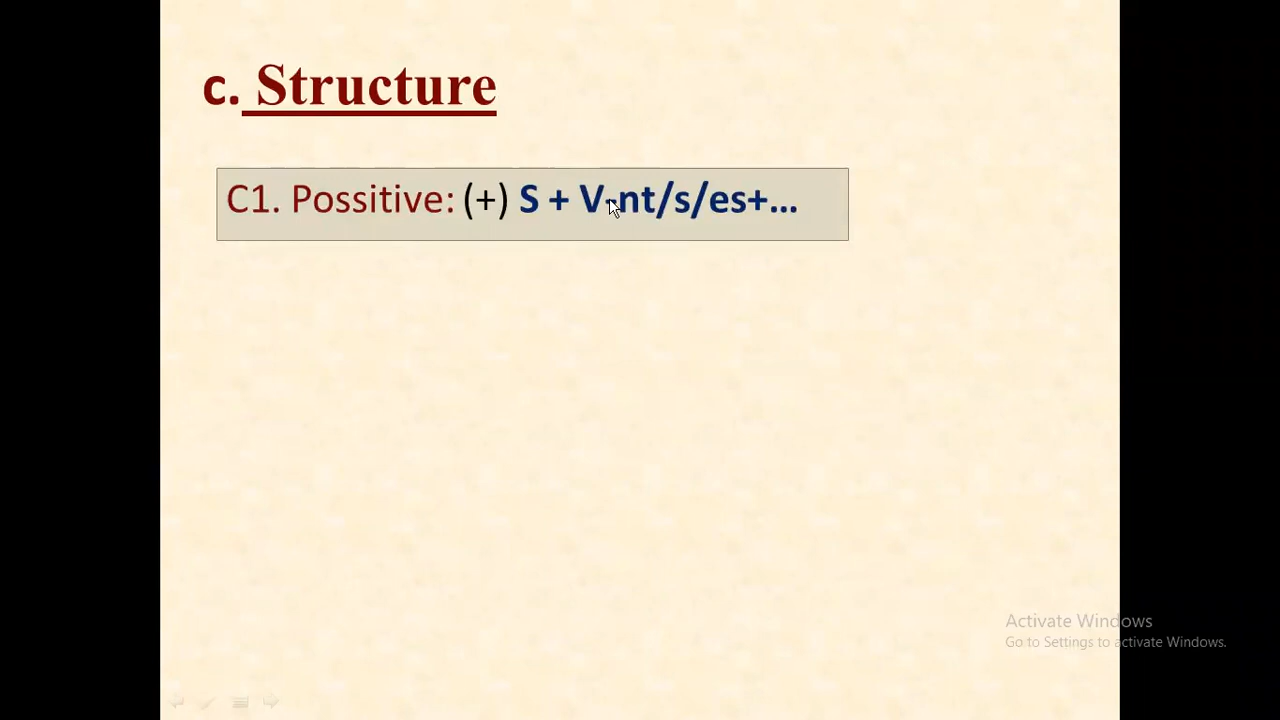 c. Structure
C1. Possitive: (+) S + V-nt/s/es+...
Activate Windows
Go to Settings to activate Windows.